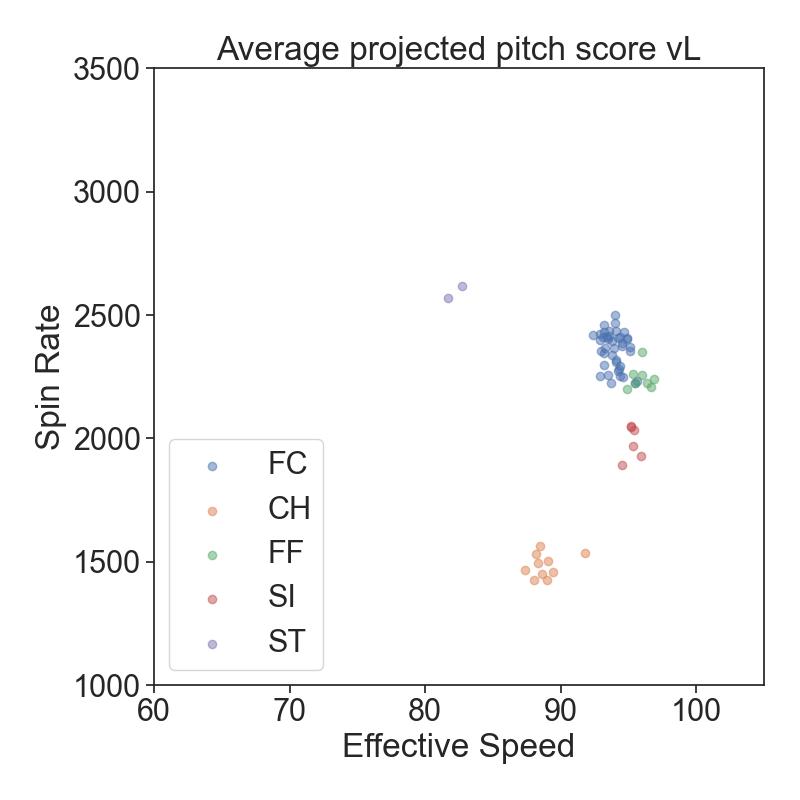 Average projected pitch score vL
3500
3000
2500
2000
1500
1000
Spin Rate
FC
CH
FF
SI
ST
60 70 80 90 100
Effective Speed